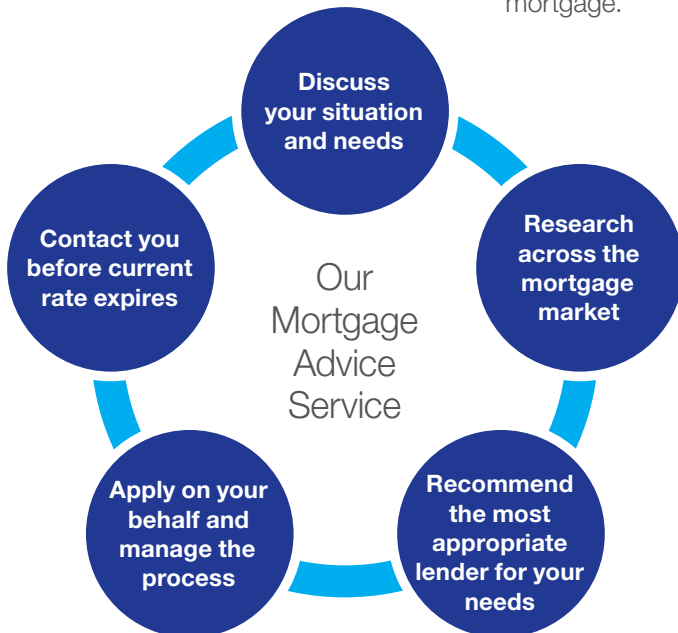 mortgage.
Discuss
your situation
and needs
Research
across the
mortgage
market
Recommend
the most
appropriate
lender for your
needs
Apply on your
behalf and
manage the
process
Contact you
before current
rate expires
Our
Mortgage
Advice
Service